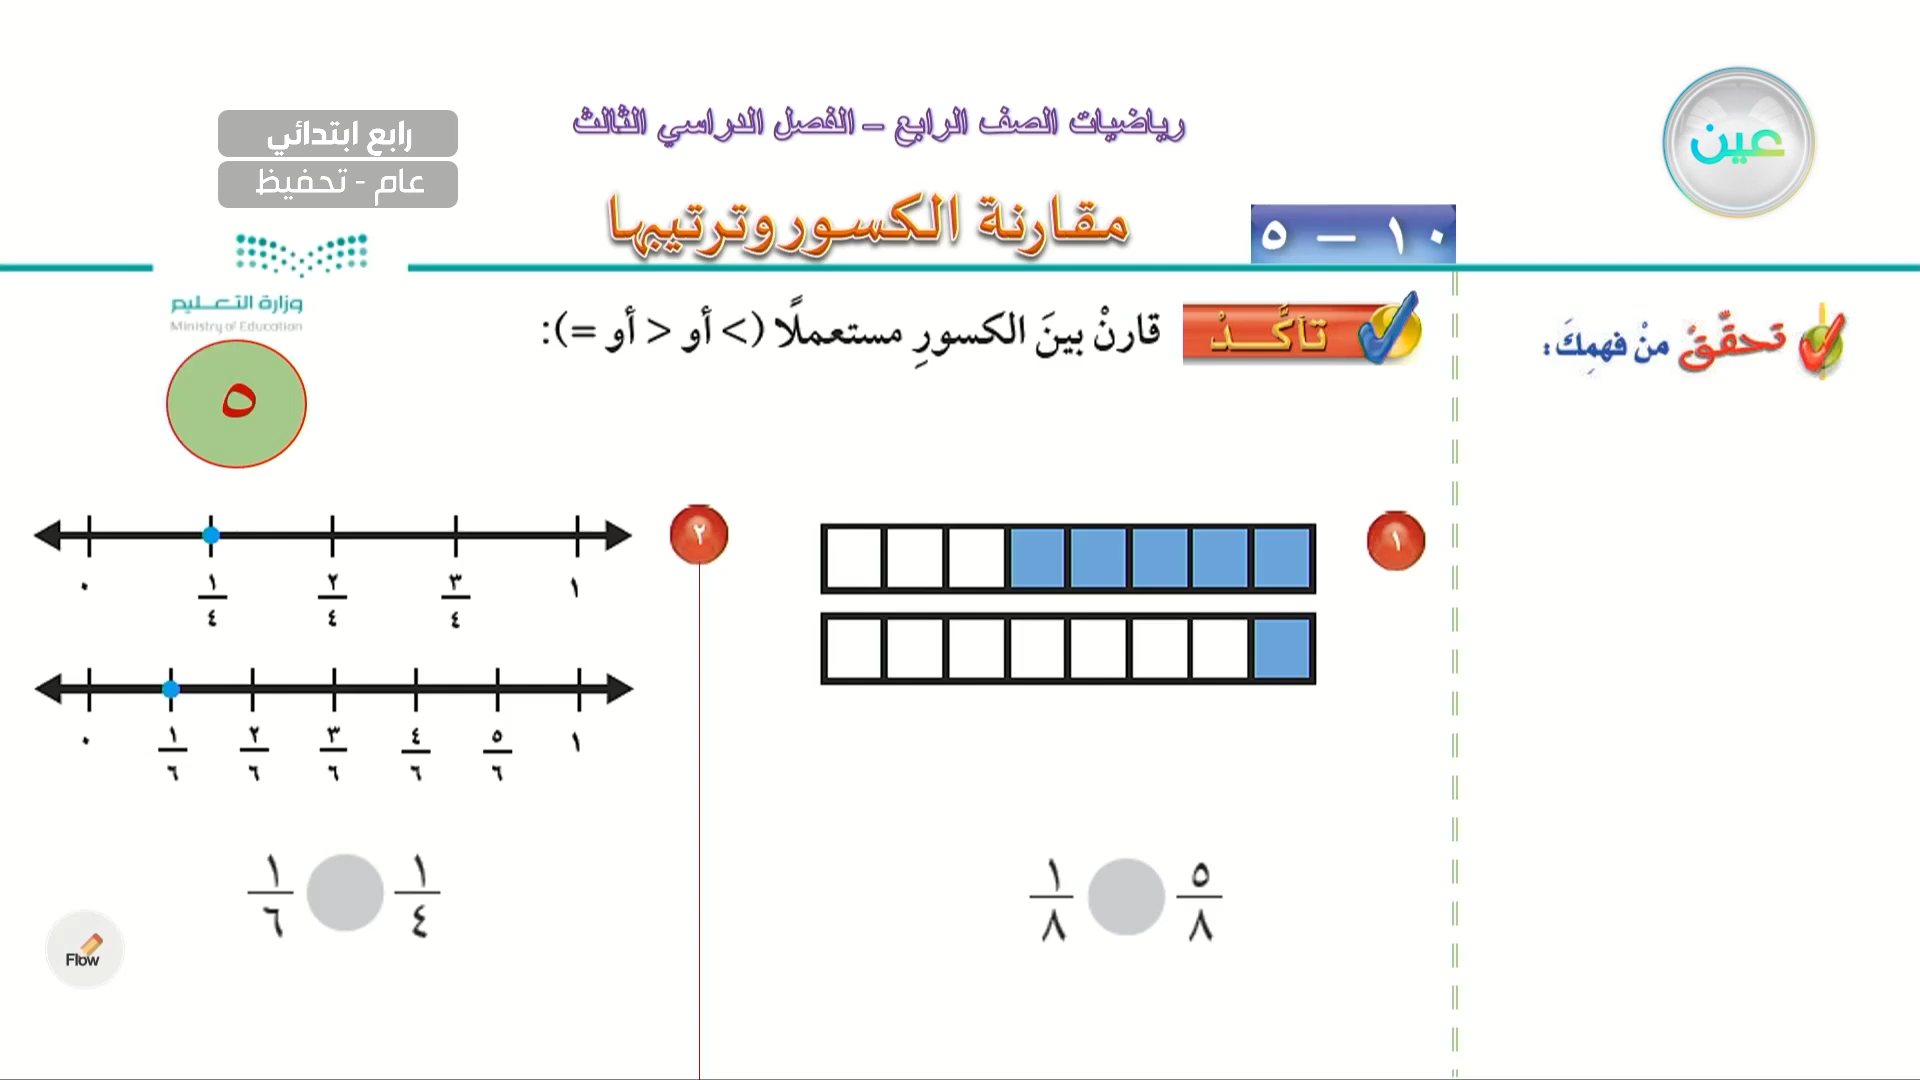 رياضيات الصف الرابع – الفصل الدراسي الثالث
عين
رابع ابتدائي
عام - تحفيظ
١٠ – ٥
مقارنة الكسور وترتيبها
وزارة التعليم
Ministry of Education
تحقَّقْ منْ فهمِكَ:
تأكَّدْ
قارنْ بينَ الكسورِ مستعملًا (> أو < أو =):
٥
١
٥/٨ ١/٨
٢
٠ ١/٤ ٢/٤ ٣/٤ ١
٠ ١/٦ ٢/٦ ٣/٦ ٤/٦ ٥/٦ ١
١/٤ ١/٦
Flow